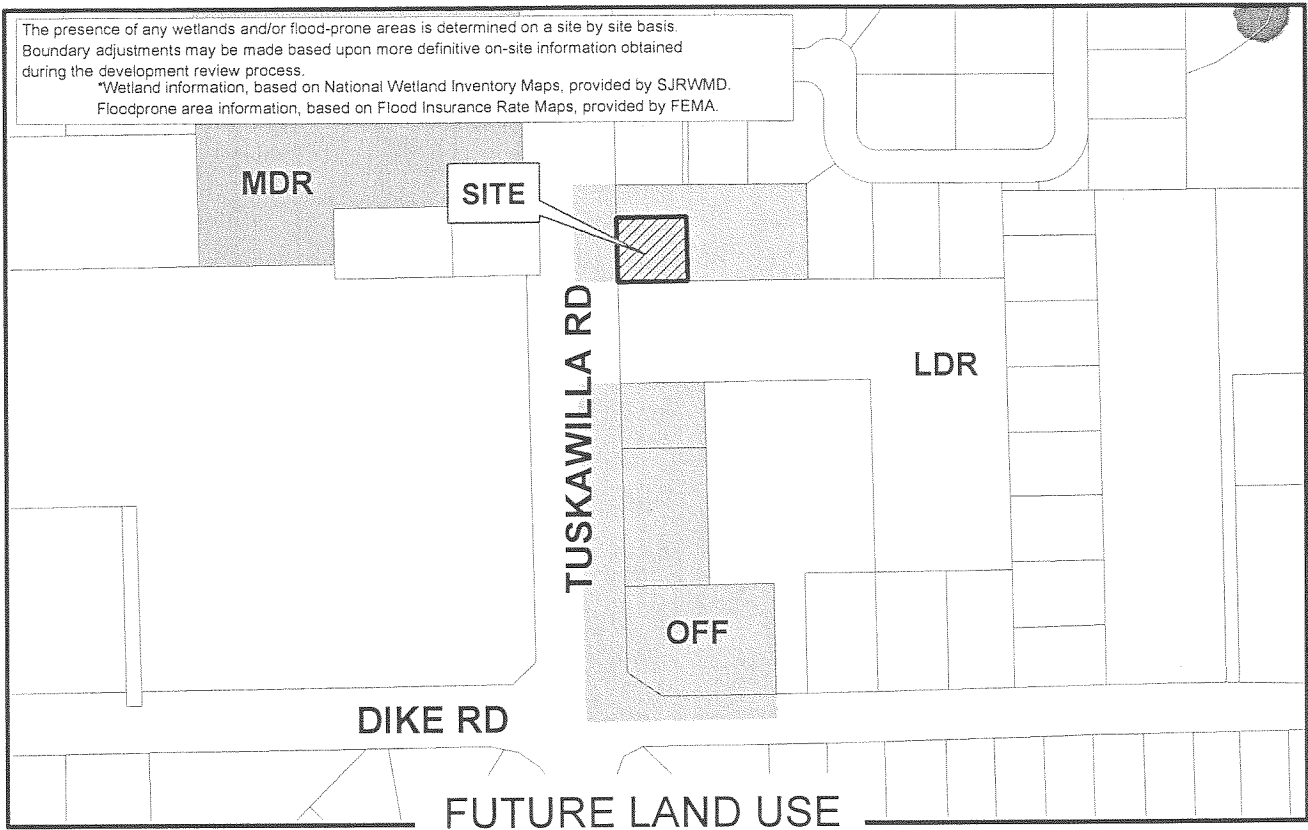 The presence of any wetlands and/or flood-prone areas is determined on a site by site basis.
Boundary adjustments may be made based upon more definitive on-site information obtained
during the development review process.
*Wetland information, based on National Wetland Inventory Maps, provided by SJRWMD.
Floodprone area information, based on Flood Insurance Rate Maps, provided by FEMA.
MDR
SITE
TUSKAWILLA RD
LDR
OFF
DIKE RD
FUTURE LAND USE